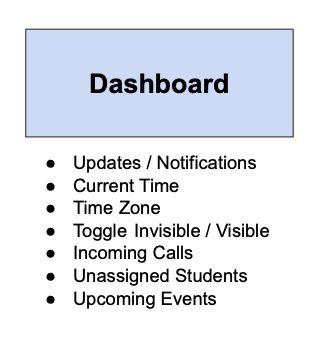 Dashboard
● Updates / Notifications
● Current Time
● Time Zone
● Toggle Invisible / Visible
● Incoming Calls
● Unassigned Students
● Upcoming Events